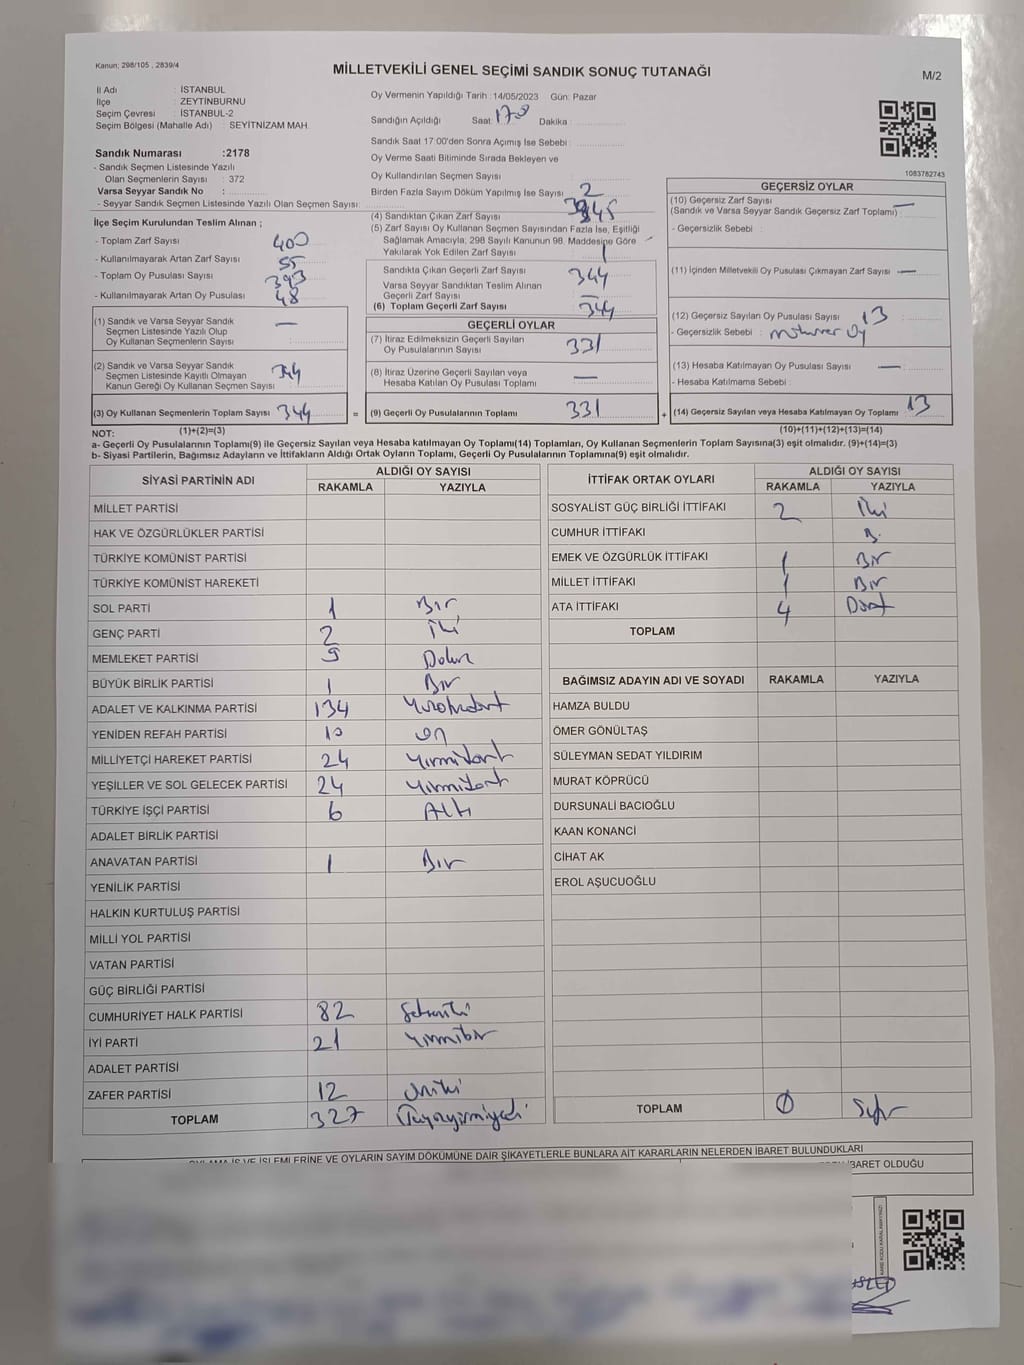 Kanun; 298/105 , 2839/4
MİLLETVEKİLİ GENEL SEÇİMİ SANDIK SONUÇ TUTANAĞI
M/2
İl Adı : İSTANBUL
İlçe : ZEYTİNBURNU
Seçim Çevresi : İSTANBUL-2
Seçim Bölgesi (Mahalle Adı) : SEYİTNİZAM MAH.
Oy Vermenin Yapıldığı Tarih : 14/05/2023 Gün: Pazar
Sandığın Açıldığı Saat: Dakika :
Sandık Saat 17:00'den Sonra Açımış İse Sebebi :
Oy Verme Saati Bitiminde Sırada Bekleyen ve
Oy Kullandırılan Seçmen Sayısı
Birden Fazla Sayım Döküm Yapılmış İse Sayısı : 2
Sandık Numarası :2178
- Sandık Seçmen Listesinde Yazılı
Olan Seçmenlerin Sayısı : 372
Varsa Seyyar Sandık No :
- Seyyar Sandık Seçmen Listesinde Yazılı Olan Seçmen Sayısı:
1083782743
İlçe Seçim Kurulundan Teslim Alınan ;
- Toplam Zarf Sayısı 400
- Kullanılmayarak Artan Zarf Sayısı 55
- Toplam Oy Pusulası Sayısı 393
- Kullanılmayarak Artan Oy Pusulası 48
(1) Sandık ve Varsa Seyyar Sandık —
Seçmen Listesinde Yazılı Olup
Oy Kullanan Seçmenlerin Sayısı :
(2) Sandık ve Varsa Seyyar Sandık 344
Seçmen Listesinde Kayıtlı Olmayan
Kanun Gereği Oy Kullanan Seçmen Sayısı
(3) Oy Kullanan Seçmenlerin Toplam Sayısı 344
(1)+(2)=(3)
(4) Sandıktan Çıkan Zarf Sayısı 345
(5) Zarf Sayısı Oy Kullanan Seçmen Sayısından Fazla İse, Eşitliği
Sağlamak Amacıyla, 298 Sayılı Kanunun 98. Maddesine Göre
Yakılarak Yok Edilen Zarf Sayısı : 1
Sandıkta Çıkan Geçerli Zarf Sayısı 344
Varsa Seyyar Sandıktan Teslim Alınan
Geçerli Zarf Sayısı —
(6) Toplam Geçerli Zarf Sayısı 344
GEÇERLİ OYLAR
(7) İtiraz Edilmeksizin Geçerli Sayılan 331
Oy Pusulalarının Sayısı
(8) İtiraz Üzerine Geçerli Sayılan veya —
Hesaba Katılan Oy Pusulası Toplamı
= (9) Geçerli Oy Pusulalarının Toplamı 331
GEÇERSİZ OYLAR
(10) Geçersiz Zarf Sayısı —
(Sandık ve Varsa Seyyar Sandık Geçersiz Zarf Toplamı) :
- Geçersizlik Sebebi :
(11) İçinden Milletvekili Oy Pusulası Çıkmayan Zarf Sayısı —
(12) Geçersiz Sayılan Oy Pusulası Sayısı : 13
- Geçersizlik Sebebi : Oy
(13) Hesaba Katılmayan Oy Pusulası Sayısı —
- Hesaba Katılmama Sebebi :
+ (14) Geçersiz Sayılan veya Hesaba Katılmayan Oy Toplamı 13
(10)+(11)+(12)+(13)=(14)
NOT:
a- Geçerli Oy Pusulalarının Toplamı(9) ile Geçersiz Sayılan veya Hesaba katılmayan Oy Toplamı(14) Toplamları, Oy Kullanan Seçmenlerin Toplam Sayısına(3) eşit olmalıdır. (9)+(14)=(3)
b- Siyasi Partilerin, Bağımsız Adayların ve İttifakların Aldığı Oyların Toplamı, Geçerli Oy Pusulalarının Toplamına(9) eşit olmalıdır.
SİYASİ PARTİNİN ADI ALDIĞI OY SAYISI
RAKAMLA YAZIYLA
MİLLET PARTİSİ
HAK VE ÖZGÜRLÜKLER PARTİSİ
TÜRKİYE KOMÜNİST PARTİSİ
TÜRKİYE KOMÜNİST HAREKETİ
SOL PARTİ 1 Bir
GENÇ PARTİ 2 İki
MEMLEKET PARTİSİ 9 Dokuz
BÜYÜK BİRLİK PARTİSİ 1 Bir
ADALET VE KALKINMA PARTİSİ 134
YENİDEN REFAH PARTİSİ 10 On
MİLLİYETÇİ HAREKET PARTİSİ 24 Yirmidört
YEŞİLLER VE SOL GELECEK PARTİSİ 24 Yirmidört
TÜRKİYE İŞÇİ PARTİSİ 6 Altı
ADALET BİRLİK PARTİSİ
ANAVATAN PARTİSİ 1 Bir
YENİLİK PARTİSİ
HALKIN KURTULUŞ PARTİSİ
MİLLİ YOL PARTİSİ
VATAN PARTİSİ
GÜÇ BİRLİĞİ PARTİSİ
CUMHURİYET HALK PARTİSİ 82 Sekseniki
İYİ PARTİ 21 Yirmibir
ADALET PARTİSİ
ZAFER PARTİSİ 12 Oniki
TOPLAM 327 Üçyüzyirmiyedi
İTTİFAK ORTAK OYLARI ALDIĞI OY SAYISI
RAKAMLA YAZIYLA
SOSYALİST GÜÇ BİRLİĞİ İTTİFAKI 2 İki
CUMHUR İTTİFAKI
EMEK VE ÖZGÜRLÜK İTTİFAKI 1 Bir
MİLLET İTTİFAKI 1 Bir
ATA İTTİFAKI 4 Dört
TOPLAM
BAĞIMSIZ ADAYIN ADI VE SOYADI RAKAMLA YAZIYLA
HAMZA BULDU
ÖMER GÖNÜLTAŞ
SÜLEYMAN SEDAT YILDIRIM
MURAT KÖPRÜCÜ
DURSUNALİ BACIOĞLU
KAAN KONANCİ
CİHAT AK
EROL AŞUCUOĞLU
TOPLAM 0 Sıfır
İŞLEMLERİNE VE OYLARIN SAYIM DÖKÜMÜNE DAİR ŞİKAYETLERLE BUNLARA AİT KARARLARIN NELERDEN İBARET BULUNDUKLARI
İBARET OLDUĞU